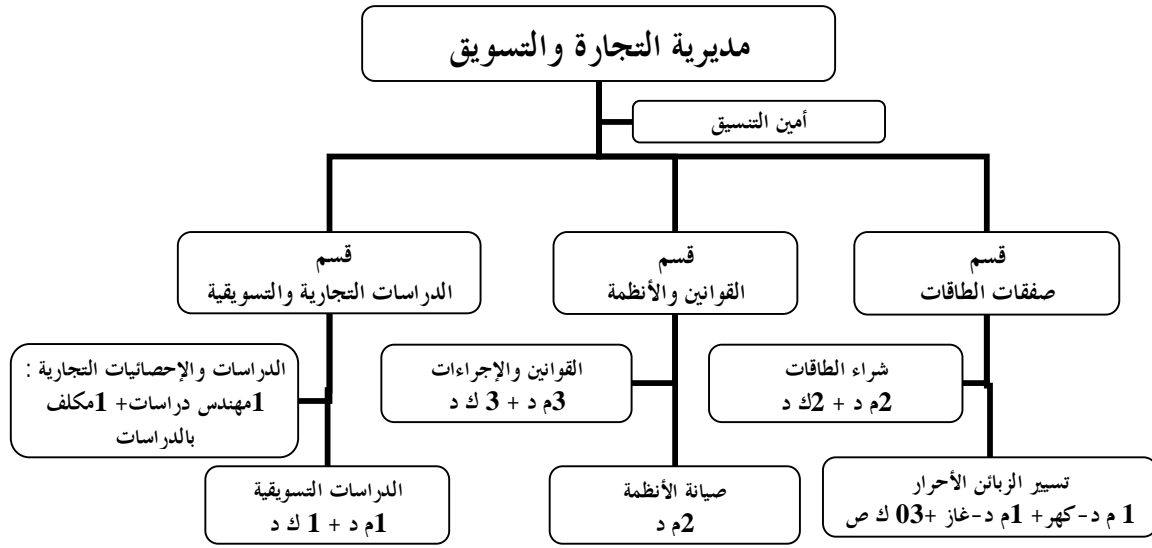 مديرية التجارة والتسويق
أمين التنسيق
قسم
صفقات الطاقات
قسم
القوانين والأنظمة
قسم
الدراسات التجارية والتسويقية
شراء الطاقات
2م د + 2ك د
القوانين والإجراءات
3م د + 3 ك د
الدراسات والإحصائيات التجارية :
1مهندس دراسات+ 1مكلف
بالدراسات
تسيير الزبائن الأحرار
1 م د-كهر+ 1م د-غاز +03 ك ص
صيانة الأنظمة
2م د
الدراسات التسويقية
1م د + 1 ك د